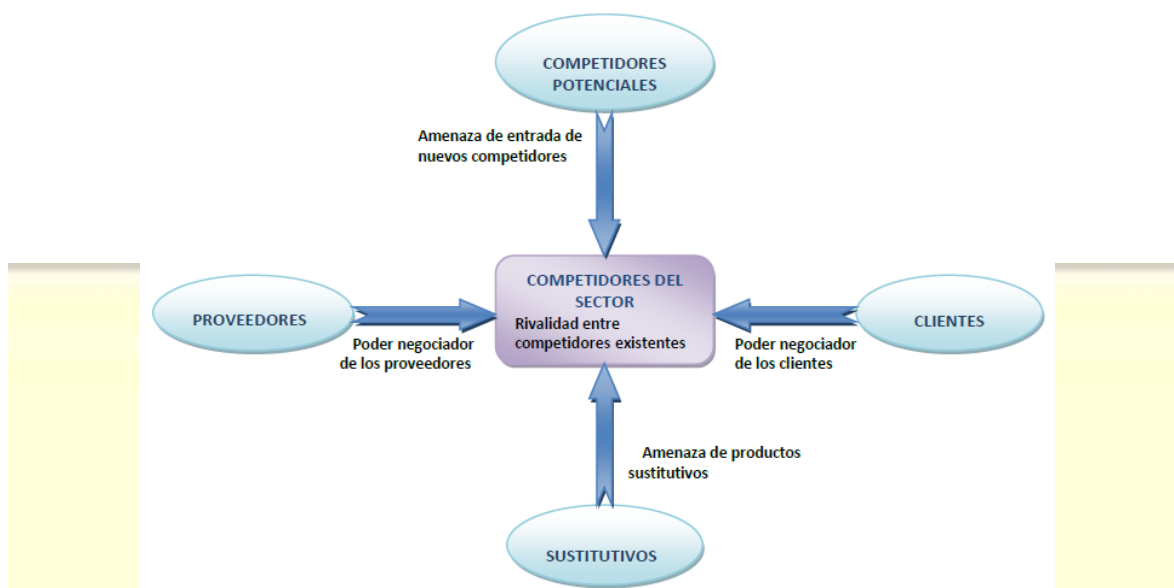 COMPETIDORES
POTENCIALES
Amenaza de entrada de
nuevos competidores
COMPETIDORES DEL
SECTOR
Rivalidad entre
competidores existentes
PROVEEDORES
Poder negociador
de los proveedores
CLIENTES
Poder negociador
de los clientes
Amenaza de productos
sustitutivos
SUSTITUTIVOS